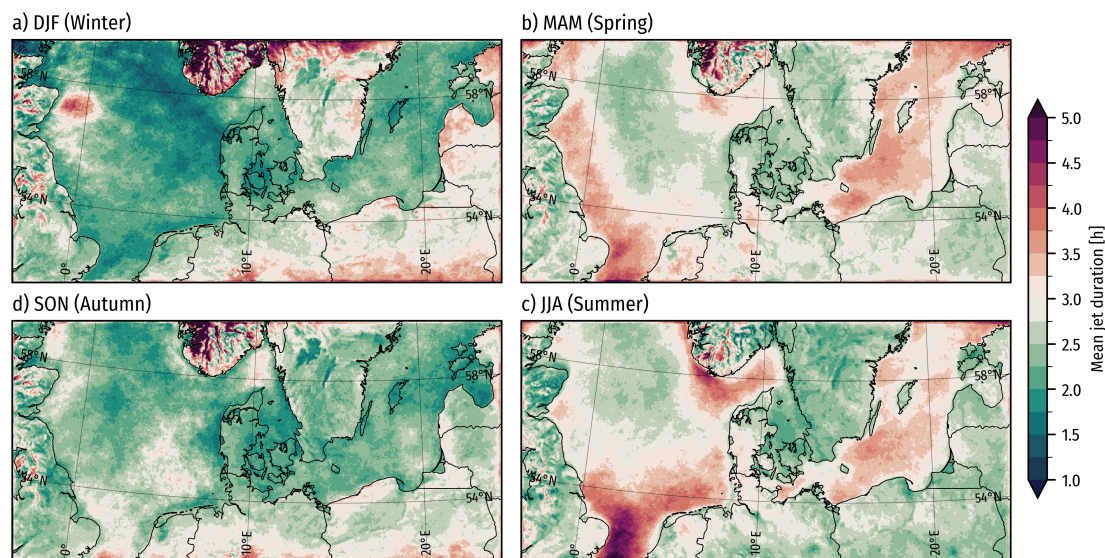 a) DJF (Winter)
b) MAM (Spring)
58°N
58°N
54°N
54°N
0°
10°E
20°E
58°N
58°N
54°N
54°N
0°
10°E
20°E
d) SON (Autumn)
c) JJA (Summer)
58°N
58°N
54°N
54°N
0°
10°E
20°E
58°N
58°N
54°N
54°N
0°
10°E
20°E
5.0
4.5
4.0
3.5
3.0
2.5
2.0
1.5
1.0
Mean jet duration [h]